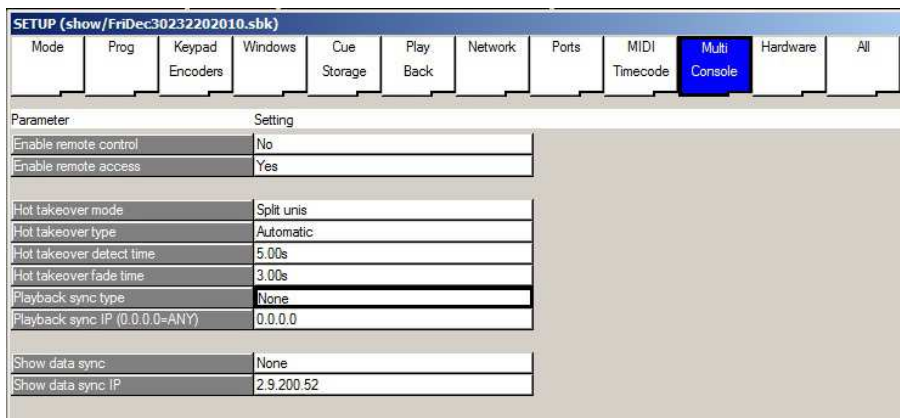 SETUP (show/FriDec30232202010.sbk)
Mode Prog Keypad Encoders Windows Cue Storage Play Back Network Ports MIDI Timecode Multi Console Hardware All
Parameter Setting
Enable remote control No
Enable remote access Yes
Hot takeover mode Split unis
Hot takeover type Automatic
Hot takeover detect time 5.00s
Hot takeover fade time 3.00s
Playback sync type None
Playback sync IP (0.0.0.0=ANY) 0.0.0.0
Show data sync None
Show data sync IP 2.9.200.52